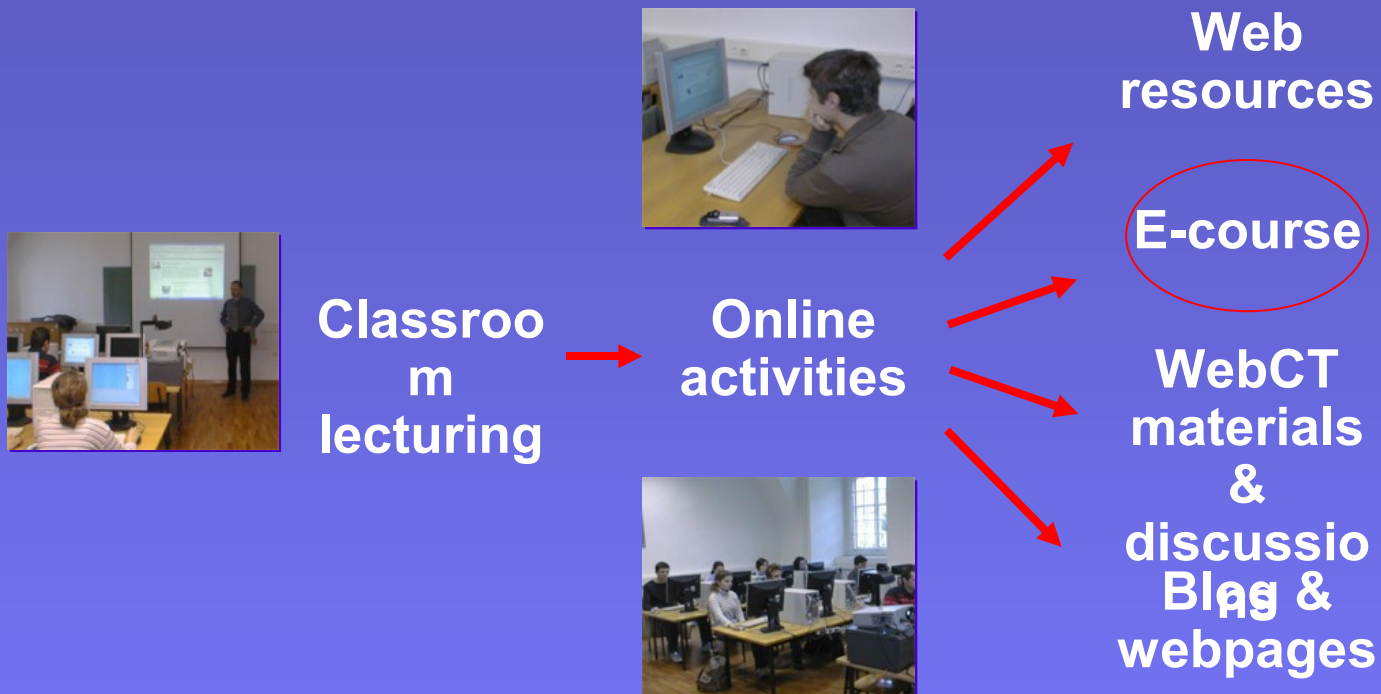 Classroo
m
lecturing
Online
activities
Web
resources
E-course
WebCT
materials
&
discussio
ns
Blog &
webpages